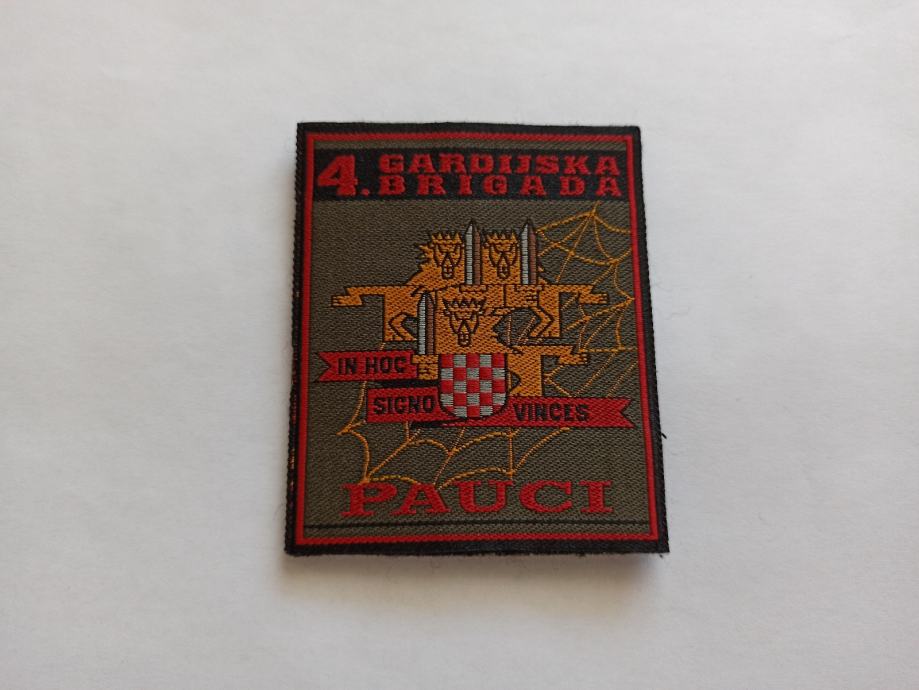 4. GARDIJSKA
BRIGADA
IN HOC
SIGNO VINCES
PAUCI